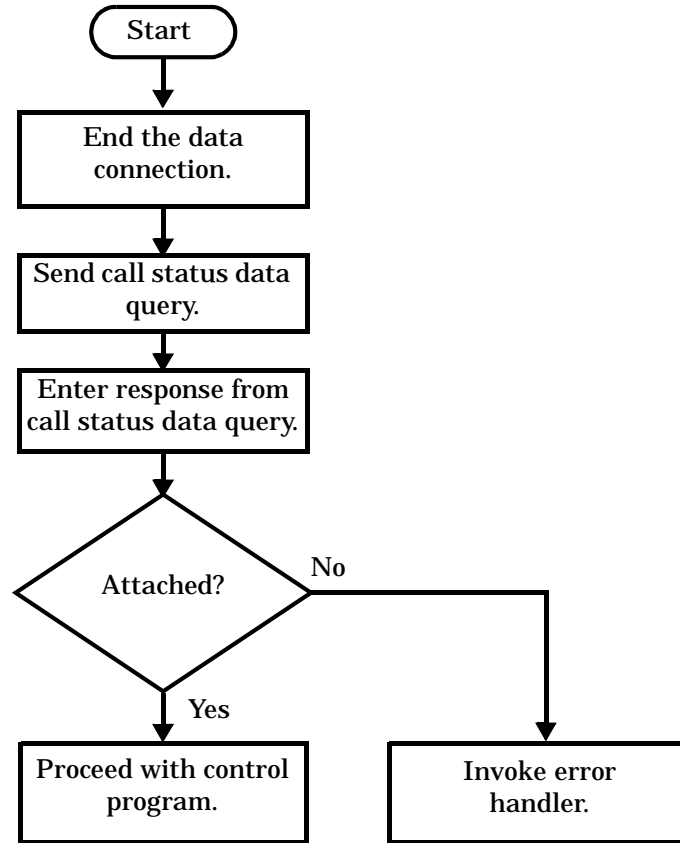 Start
End the data
connection.
Send call status data
query.
Enter response from
call status data query.
Attached?
No
Yes
Proceed with control
program.
Invoke error
handler.